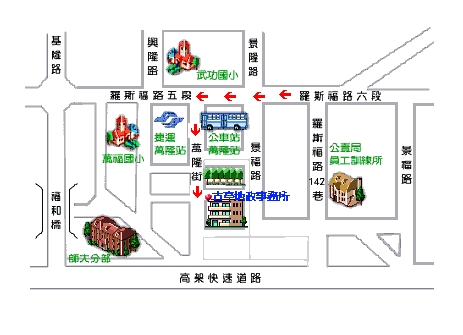 基隆路
興隆路
景隆路
武功國小
羅斯福路五段
羅斯福路六段
捷運
萬隆站
公車站
萬隆站
萬福國小
萬隆街
景福路
羅斯福路142巷
公賣局
員工訓練所
景福路
古亭地政事務所
福和橋
師大分部
高架快速道路